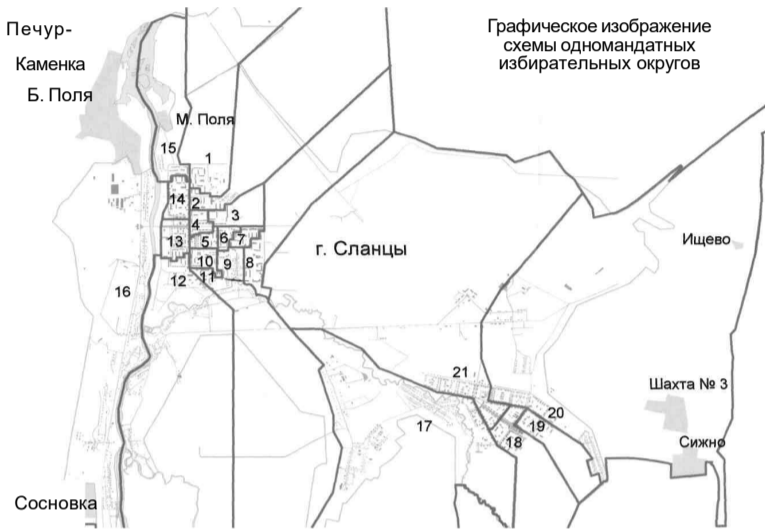 Графическое изображение
схемы одномандатных
избирательных округов
Печур-
Каменка
Б. Поля
М. Поля
15
1
14
2
3
4
13
5
6
7
г. Сланцы
Ищево
10
9
8
12
11
16
21
Шахта № 3
20
17
19
18
Сижно
Сосновка